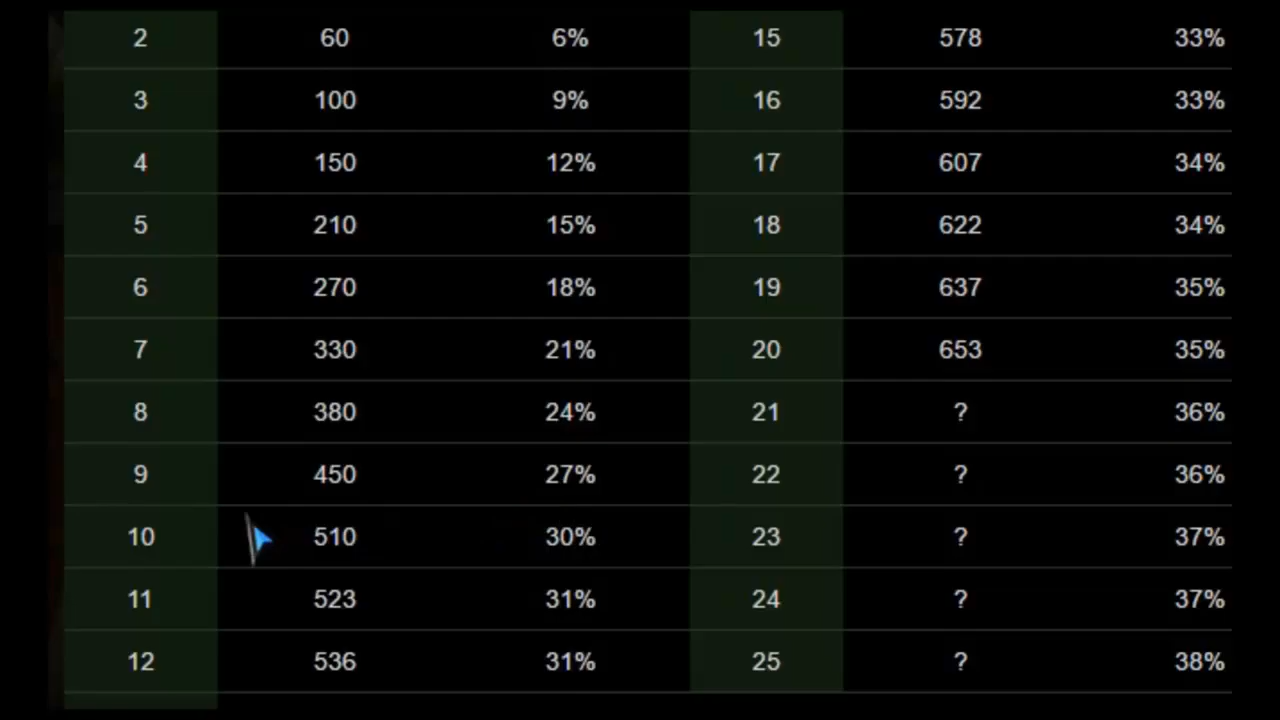 2 60 6% 15 578 33%
3 100 9% 16 592 33%
4 150 12% 17 607 34%
5 210 15% 18 622 34%
6 270 18% 19 637 35%
7 330 21% 20 653 35%
8 380 24% 21 ? 36%
9 450 27% 22 ? 36%
10 510 30% 23 ? 37%
11 523 31% 24 ? 37%
12 536 31% 25 ? 38%